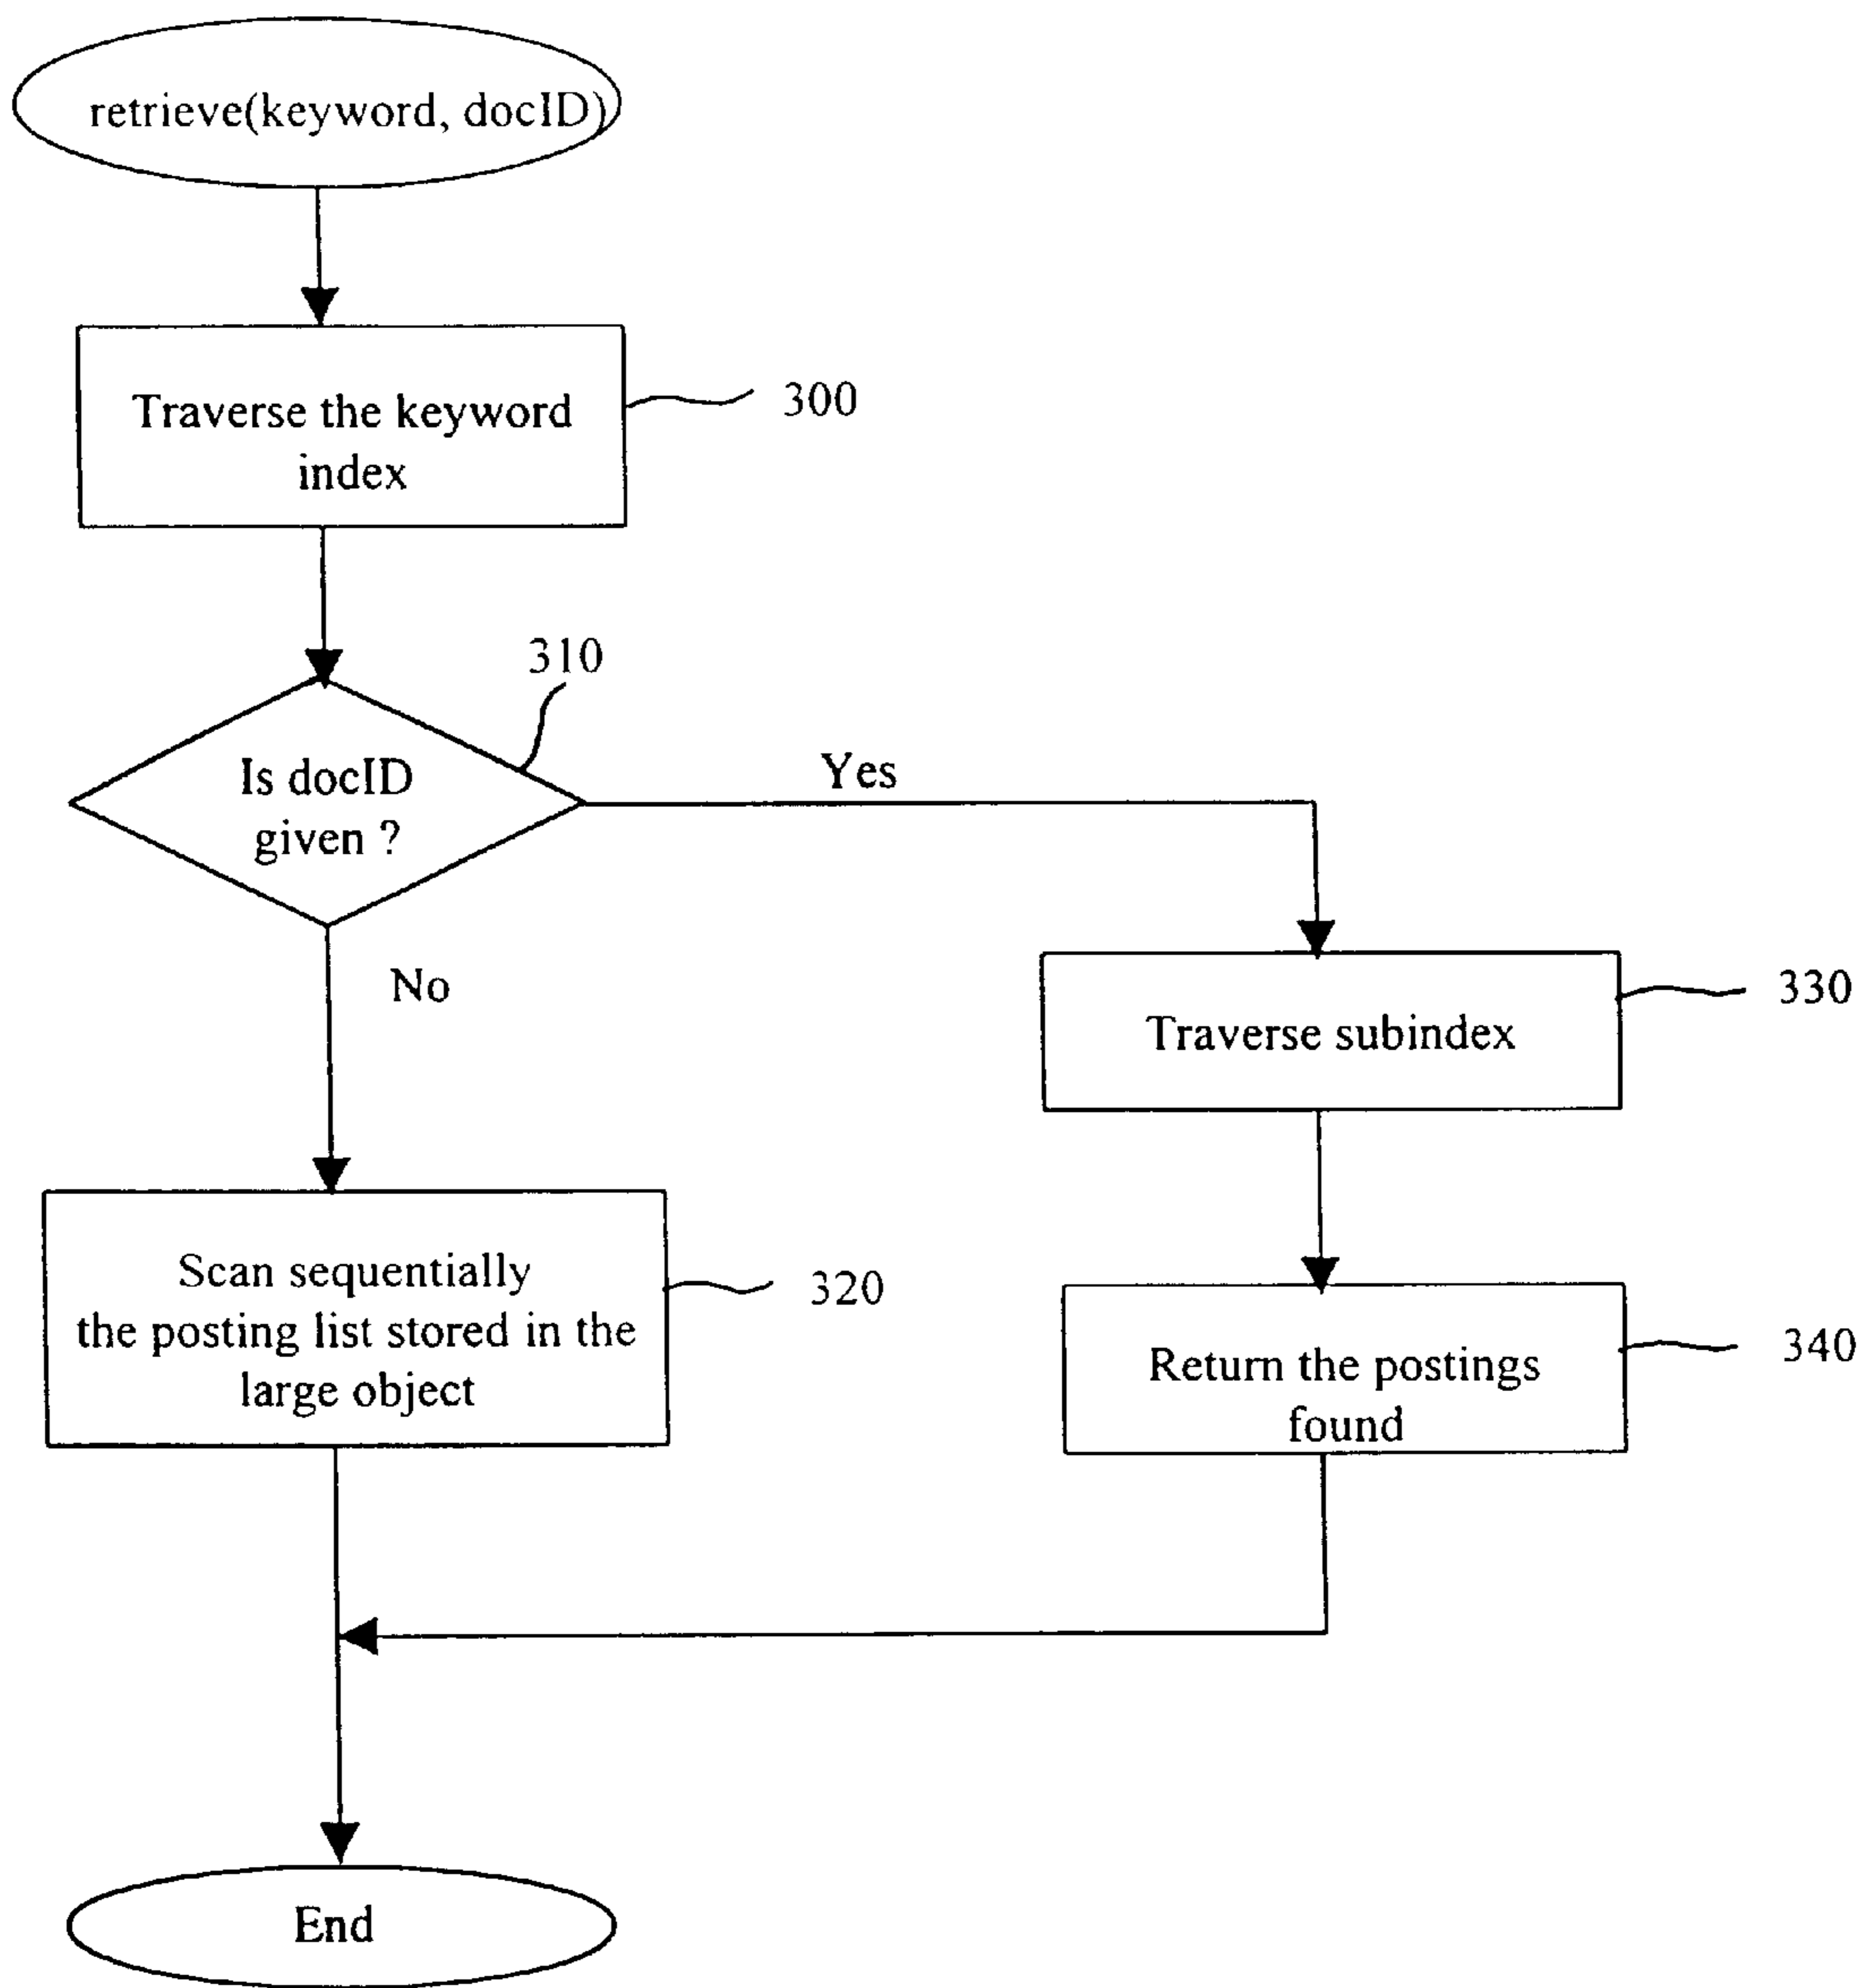 retrieve(keyword, docID)
Traverse the keyword
index
300
310
Is docID
given ?
Yes
No
Traverse subindex
330
Scan sequentially
the posting list stored in the
large object
320
Return the postings
found
340
End